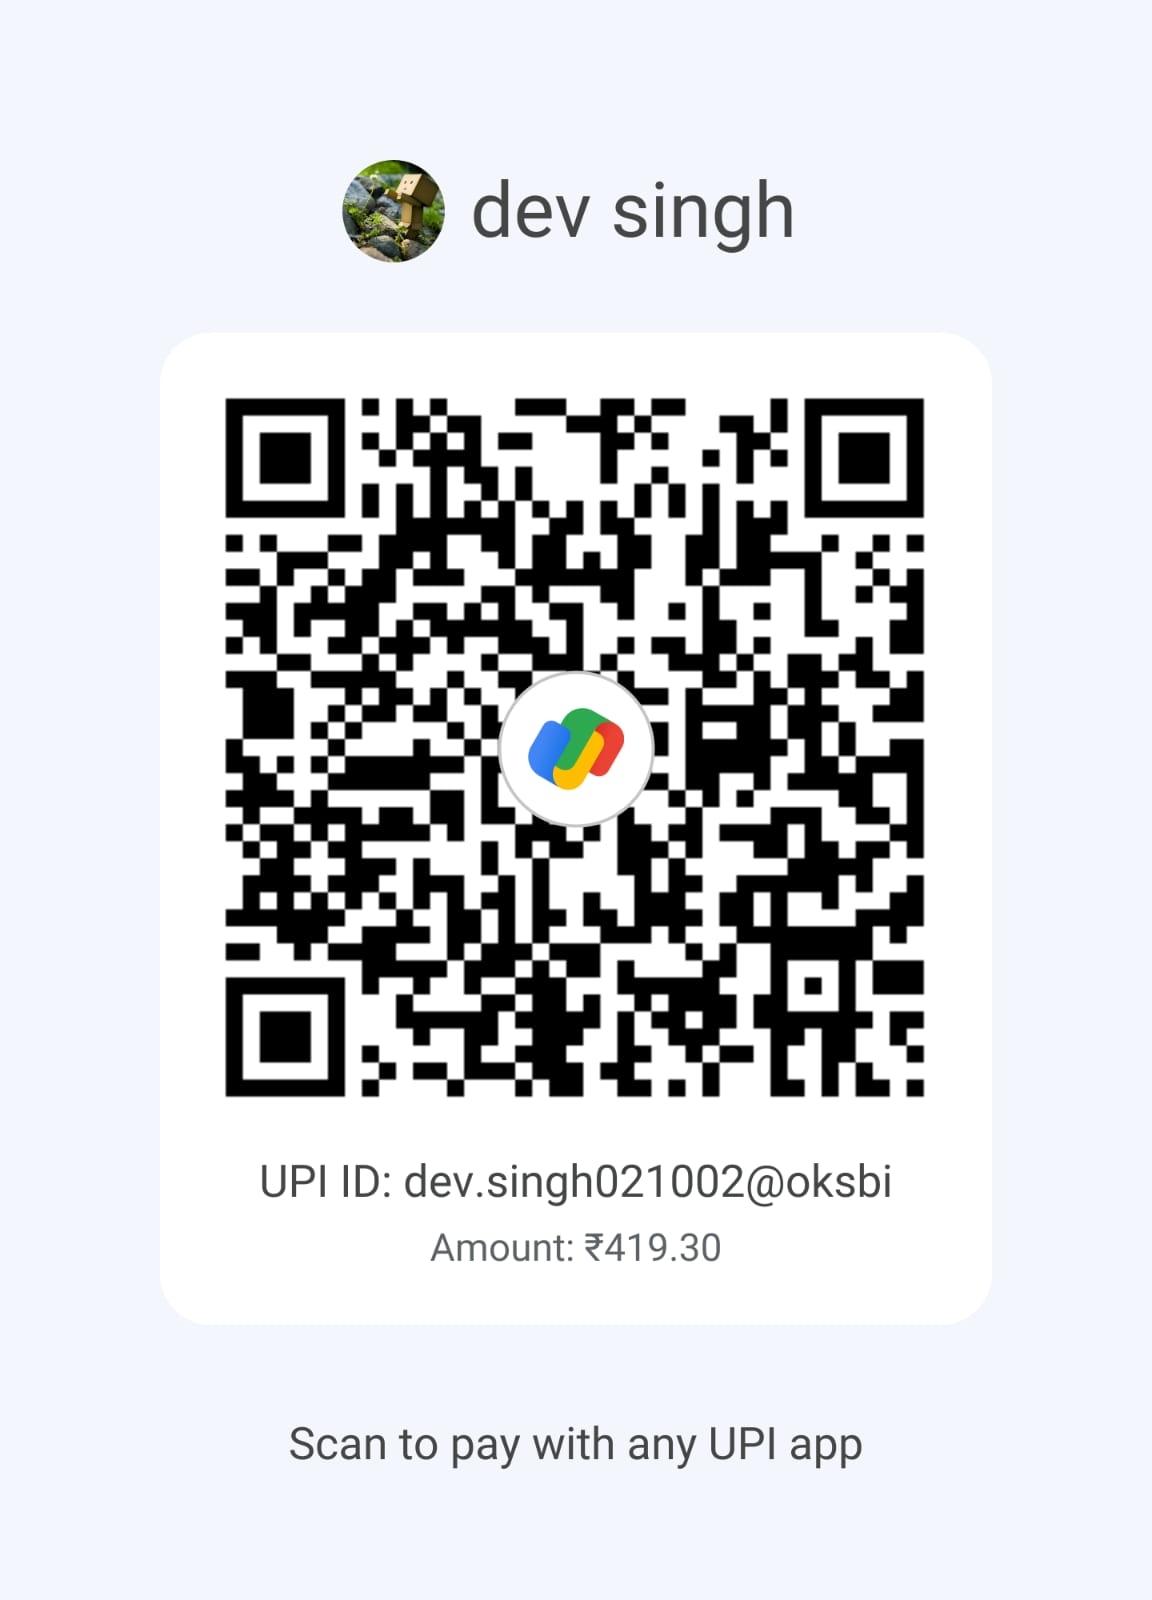 dev singh
UPI ID: dev.singh021002@oksbi
Amount: ₹419.30
Scan to pay with any UPI app